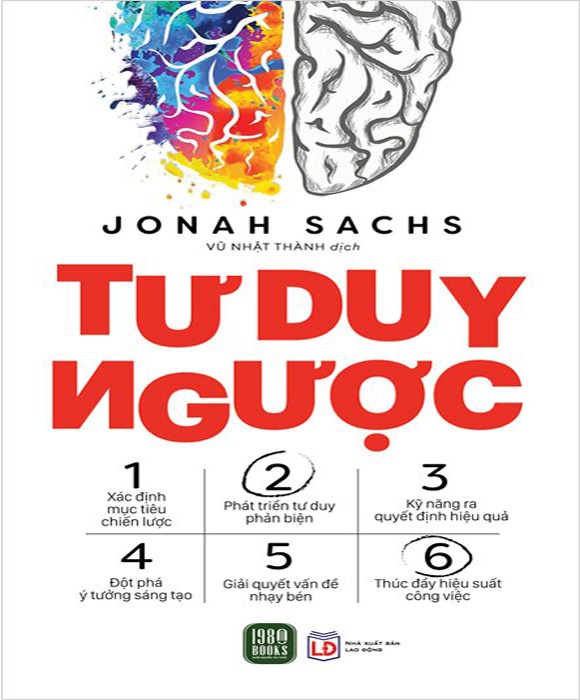 JONAH SACHS
VŨ NHẬT THÀNH dịch
TƯ DUY
NGƯỢC
1
Xác định
mục tiêu
chiến lược
2
Phát triển tư duy
phản biện
3
Kỹ năng ra
quyết định hiệu quả
4
Đột phá
ý tưởng sáng tạo
5
Giải quyết vấn đề
nhạy bén
6
Thúc đẩy hiệu suất
công việc
1980
BOOKS
LĐ
NHÀ XUẤT BẢN
LAO ĐỘNG